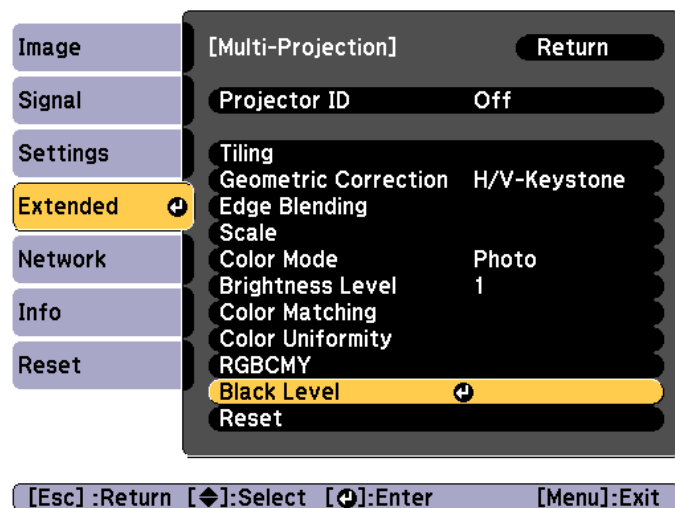 Image
Signal
Settings
Extended
Network
Info
Reset
[Multi-Projection] Return
Projector ID Off
Tiling
Geometric Correction H/V-Keystone
Edge Blending
Scale
Color Mode Photo
Brightness Level 1
Color Matching
Color Uniformity
RGBCMY
Black Level
Reset
[Esc] :Return [◆]:Select [⏎]:Enter [Menu]:Exit